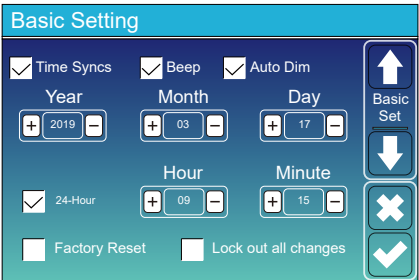 Basic Setting
Time Syncs Beep Auto Dim
Year Month Day
+ 2019 − + 03 − + 17 −
Basic
Set
Hour Minute
24-Hour + 09 − + 15 −
Factory Reset Lock out all changes